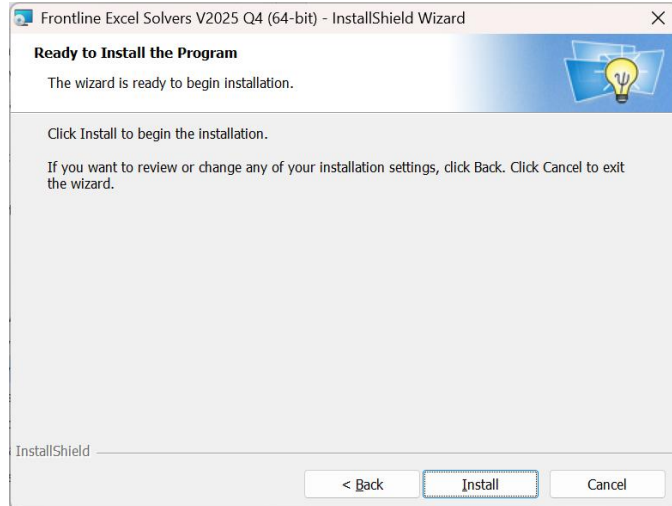 Frontline Excel Solvers V2025 Q4 (64-bit) - InstallShield Wizard
Ready to Install the Program
The wizard is ready to begin installation.
Click Install to begin the installation.
If you want to review or change any of your installation settings, click Back. Click Cancel to exit
the wizard.
InstallShield
< Back Install Cancel